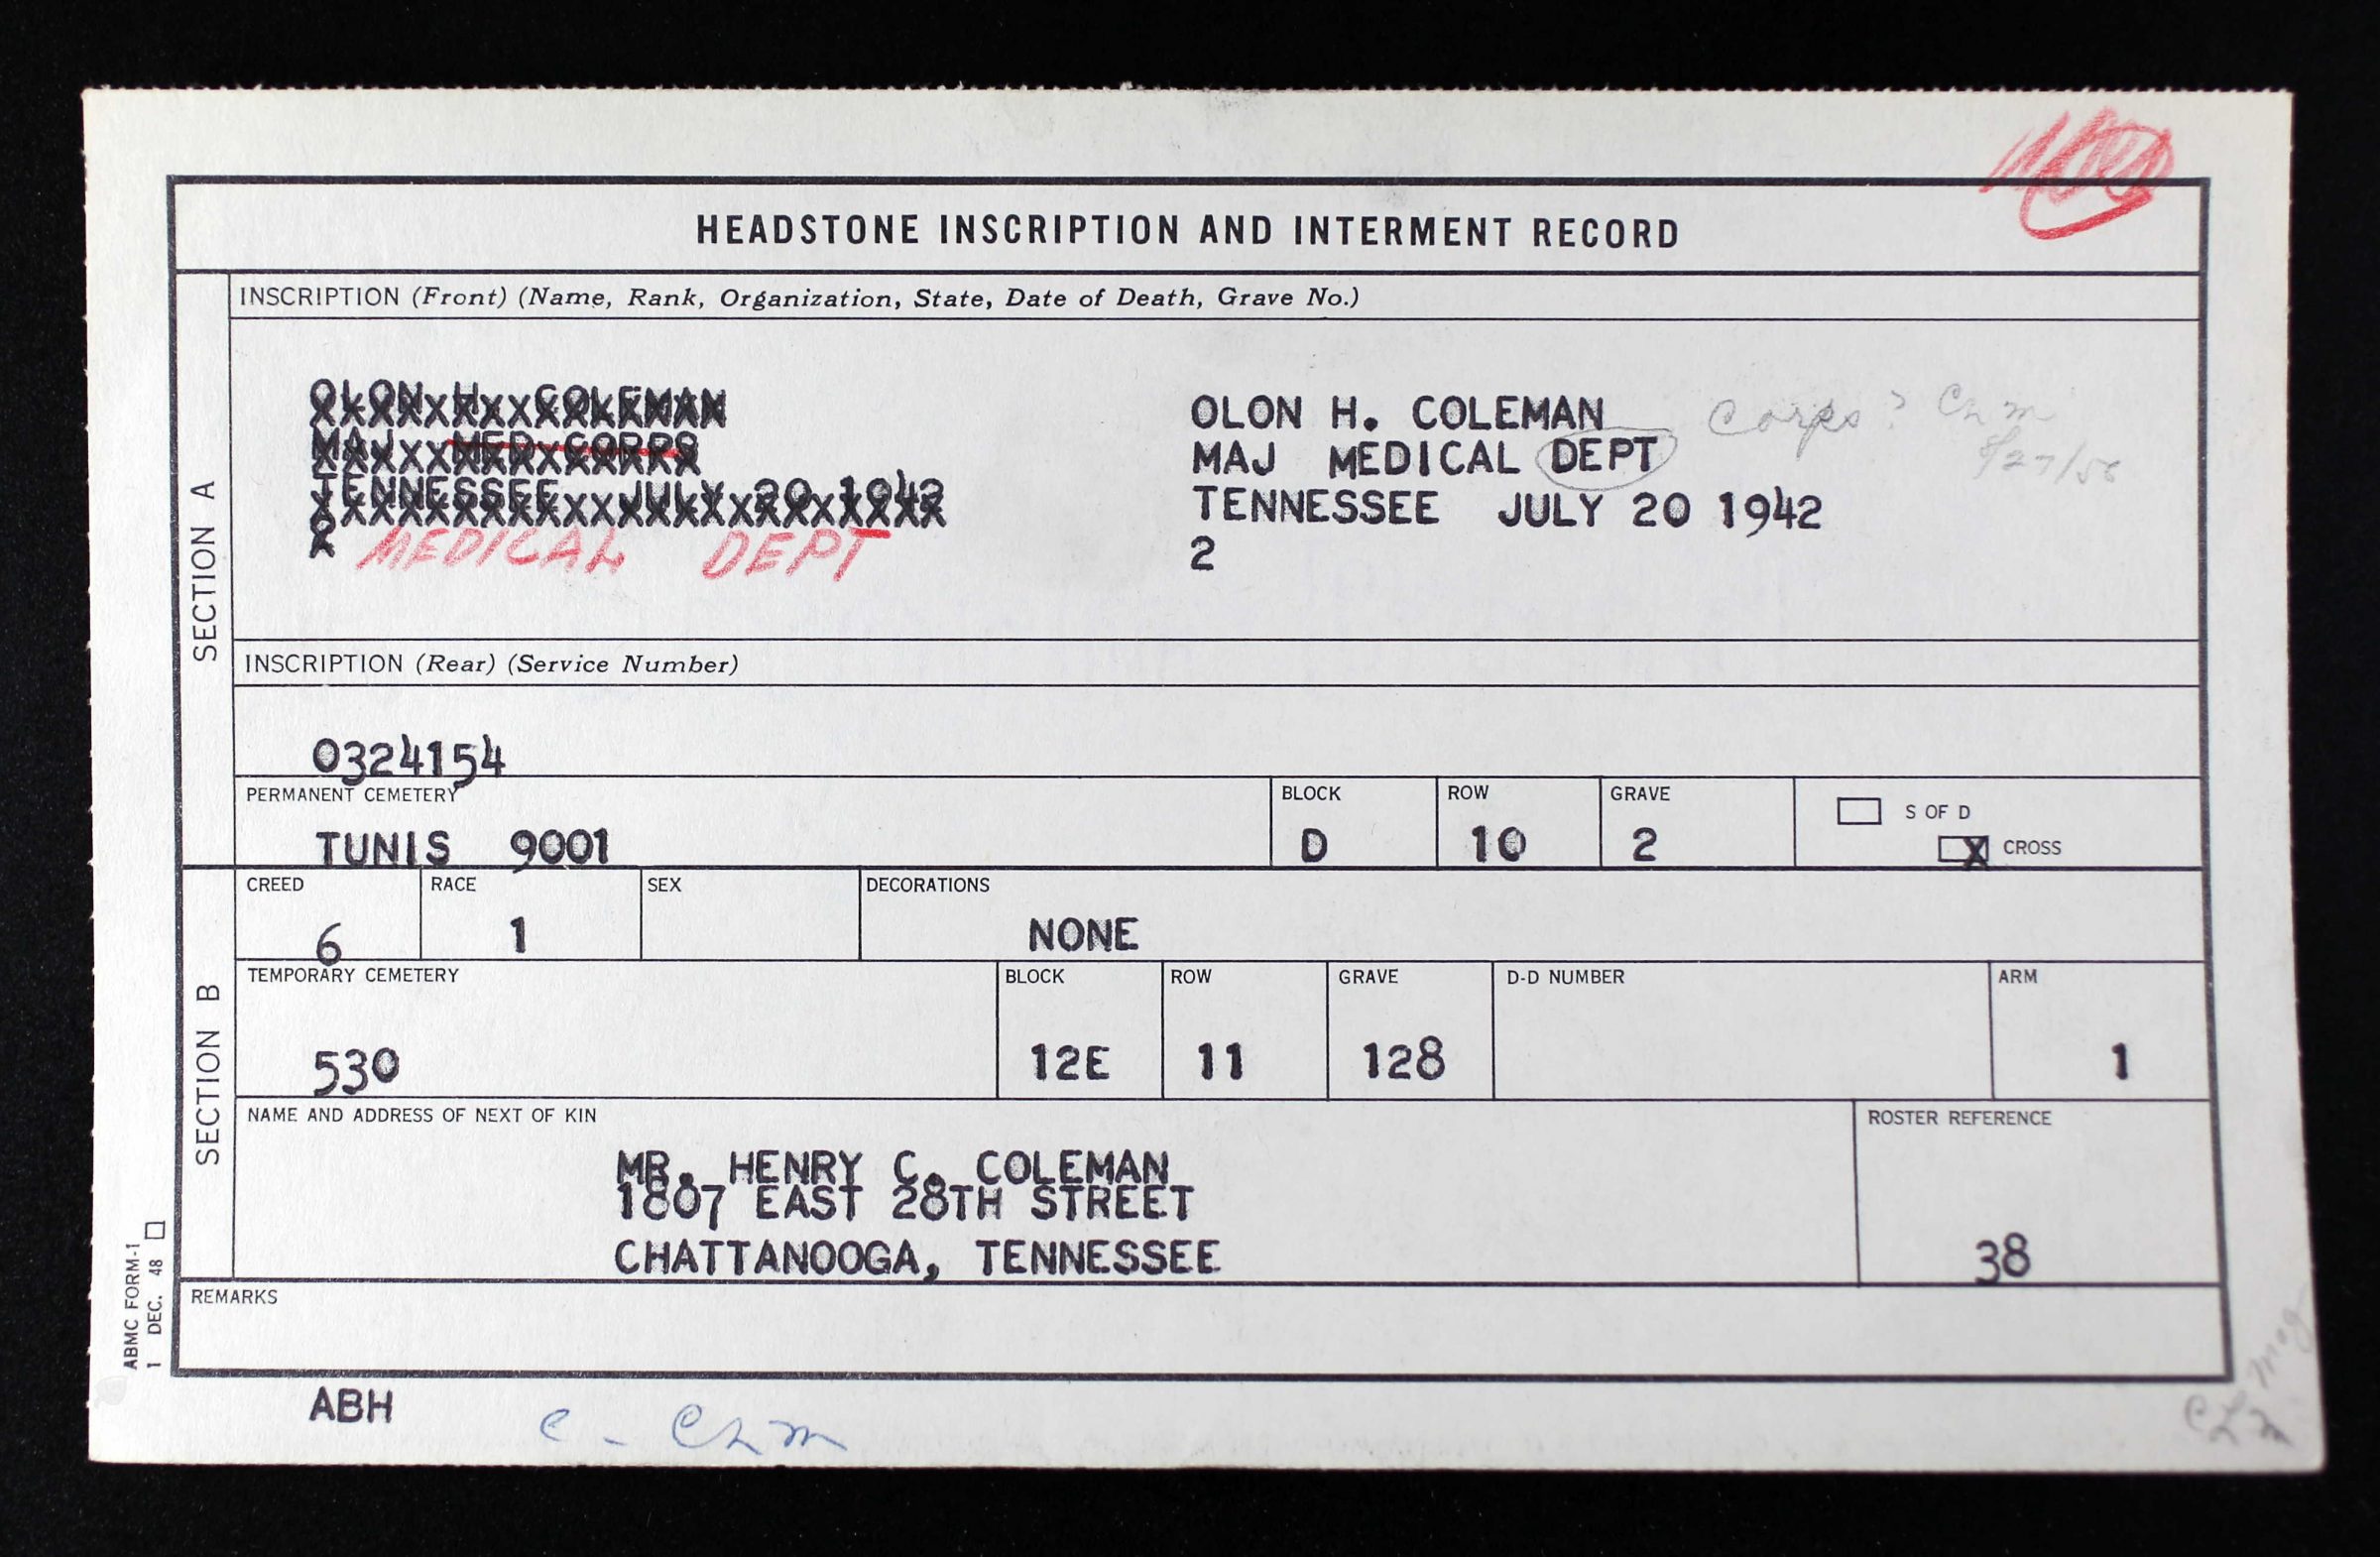 HEADSTONE INSCRIPTION AND INTERMENT RECORD
SECTION A
INSCRIPTION (Front) (Name, Rank, Organization, State, Date of Death, Grave No.)
OLON H. COLEMAN
MAJ MED CORPS
TENNESSEE JULY 20 1942
2
MEDICAL DEPT
OLON H. COLEMAN Corps? CHM
MAJ MEDICAL DEPT
TENNESSEE JULY 20 1942
2
INSCRIPTION (Rear) (Service Number)
0324154
PERMANENT CEMETERY BLOCK ROW GRAVE
TUNIS 9001 D 10 2
S OF D
X CROSS
SECTION B
CREED RACE SEX DECORATIONS
6 1 NONE
TEMPORARY CEMETERY BLOCK ROW GRAVE D-D NUMBER ARM
530 12E 11 128 1
NAME AND ADDRESS OF NEXT OF KIN ROSTER REFERENCE
MR. HENRY C. COLEMAN
1807 EAST 28TH STREET
CHATTANOOGA, TENNESSEE 38
REMARKS
ABMC FORM-1
1 DEC. 48
ABH
C - CHM